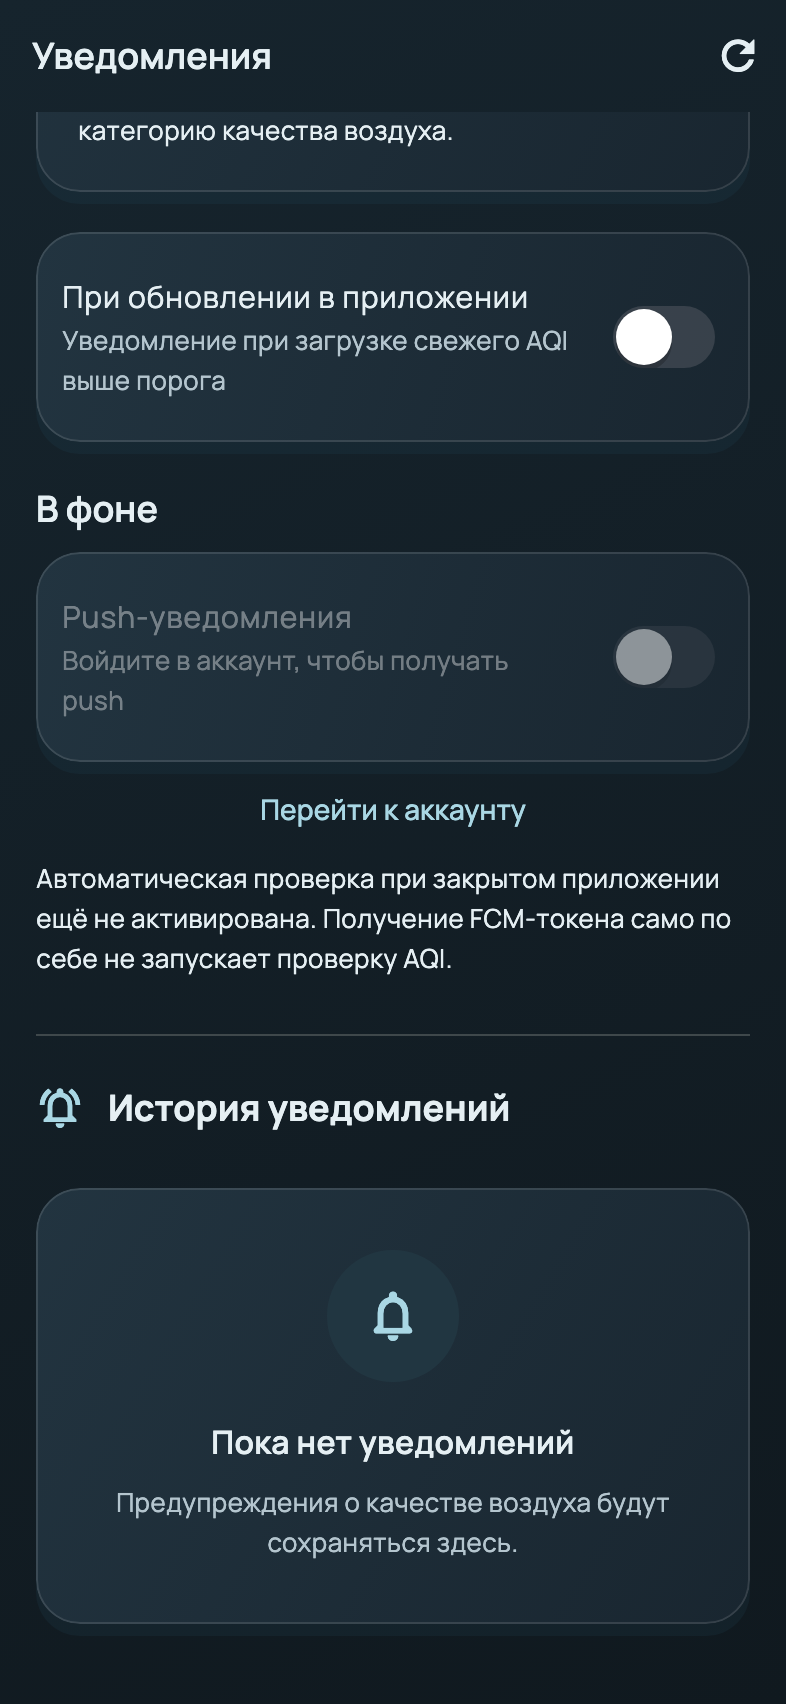 Уведомления
категорию качества воздуха.
При обновлении в приложении
Уведомление при загрузке свежего AQI
выше порога
В фоне
Push-уведомления
Войдите в аккаунт, чтобы получать
push
Перейти к аккаунту
Автоматическая проверка при закрытом приложении
ещё не активирована. Получение FCM-токена само по
себе не запускает проверку AQI.
История уведомлений
Пока нет уведомлений
Предупреждения о качестве воздуха будут
сохраняться здесь.